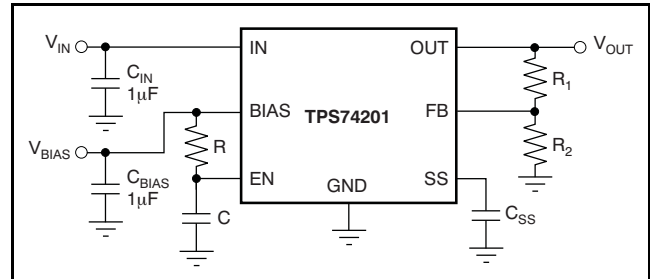 V_IN
IN
OUT
V_OUT
C_IN
1μF
R_1
BIAS
TPS74201
FB
V_BIAS
R
R_2
C_BIAS
1μF
EN
GND
SS
C
C_SS